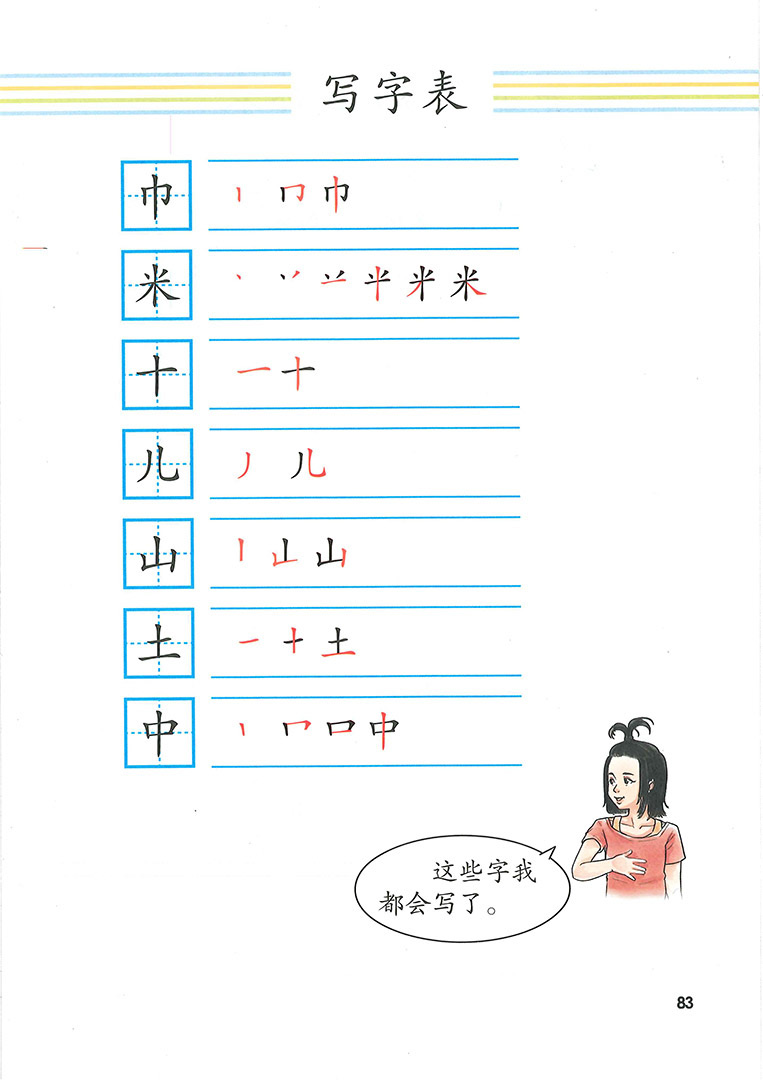 写字表
巾 丨 冂 巾
米 丶 丷 䒑 半 米 米
十 一 十
儿 丿 儿
山 丨 山
土 一 十 土
中 丨 口 中
这些字我
都会写了。
83